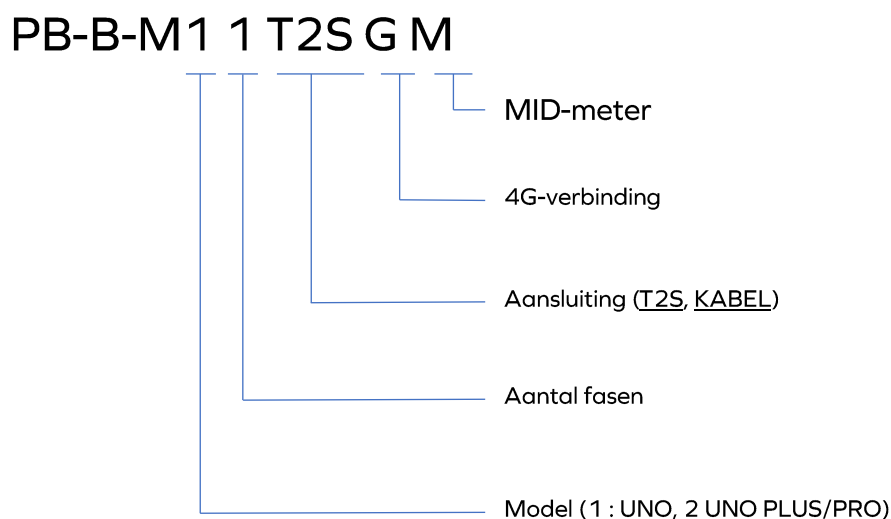 PB-B-M1 1 T2S G M
MID-meter
4G-verbinding
Aansluiting (T2S, KABEL)
Aantal fasen
Model (1 : UNO, 2 UNO PLUS/PRO)